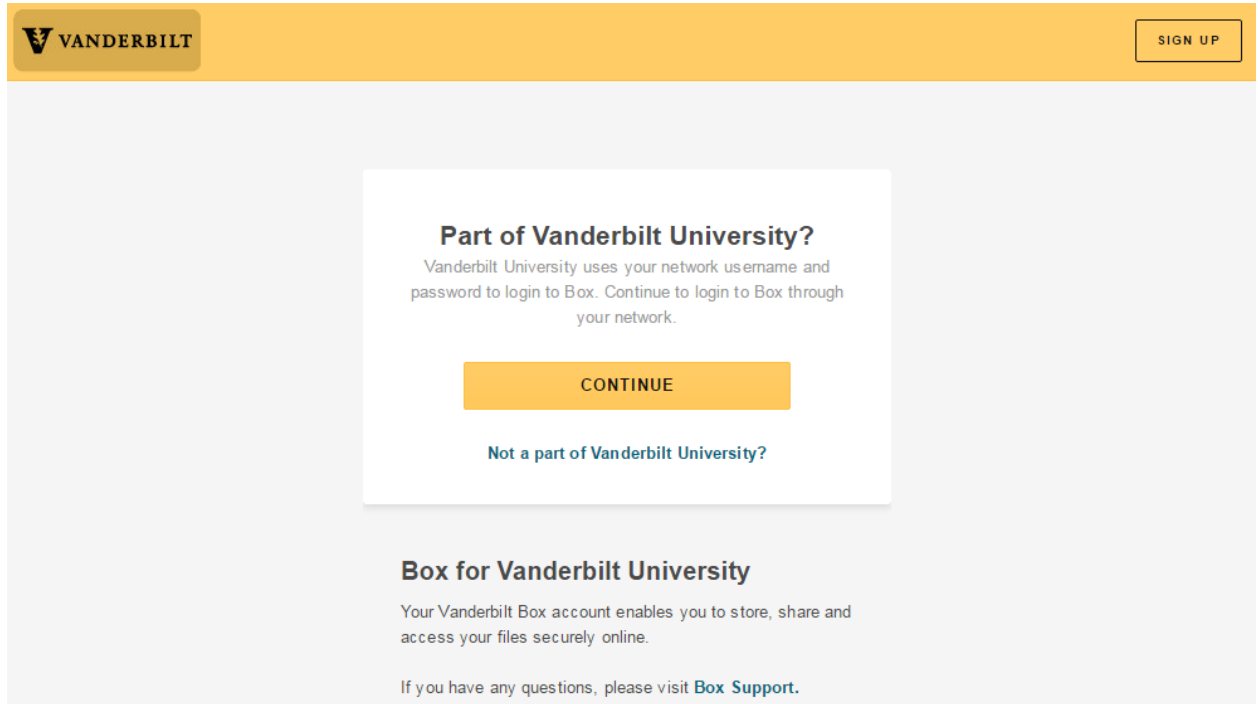 VANDERBILT
SIGN UP
Part of Vanderbilt University?
Vanderbilt University uses your network username and
password to login to Box. Continue to login to Box through
your network.
CONTINUE
Not a part of Vanderbilt University?
Box for Vanderbilt University
Your Vanderbilt Box account enables you to store, share and
access your files securely online.
If you have any questions, please visit Box Support.